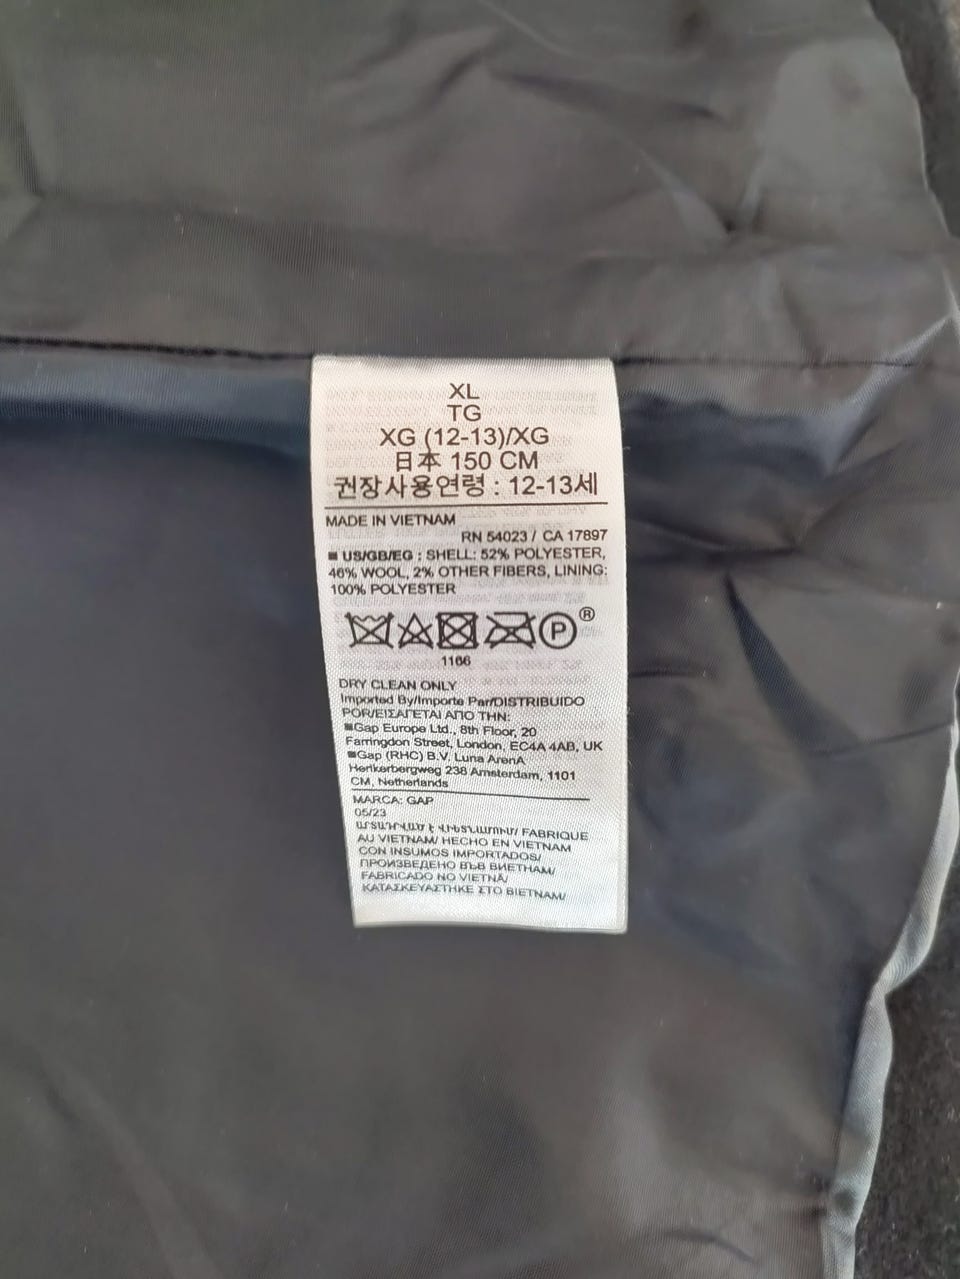 XL
TG
XG (12-13)/XG
日本 150 CM
권장사용연령 : 12-13세
MADE IN VIETNAM
RN 54023 / CA 17897
■ US/GB/EG : SHELL: 52% POLYESTER,
46% WOOL, 2% OTHER FIBERS, LINING:
100% POLYESTER
P ®
1166
DRY CLEAN ONLY
Imported By/Importe Par/DISTRIBUIDO
POR/ΕΙΣΑΓΕΤΑΙ ΑΠΟ ΤΗΝ:
■Gap Europe Ltd., 8th Floor, 20
Farringdon Street, London, EC4A 4AB, UK
■Gap (RHC) B.V. Luna ArenA
Herikerbergweg 238 Amsterdam, 1101
CM, Netherlands
MARCA: GAP
05/23
ԱՐՏԱԴՐՎԱԾ Է ՎԻԵՏՆԱՄՈՒՄ/ FABRIQUE
AU VIETNAM/ HECHO EN VIETNAM
CON INSUMOS IMPORTADOS/
ПРОИЗВЕДЕНО ВЪВ ВИЕТНАМ/
FABRICADO NO VIETNÃ/
ΚΑΤΑΣΚΕΥΑΣΤΗΚΕ ΣΤΟ ΒΙΕΤΝΑΜ/